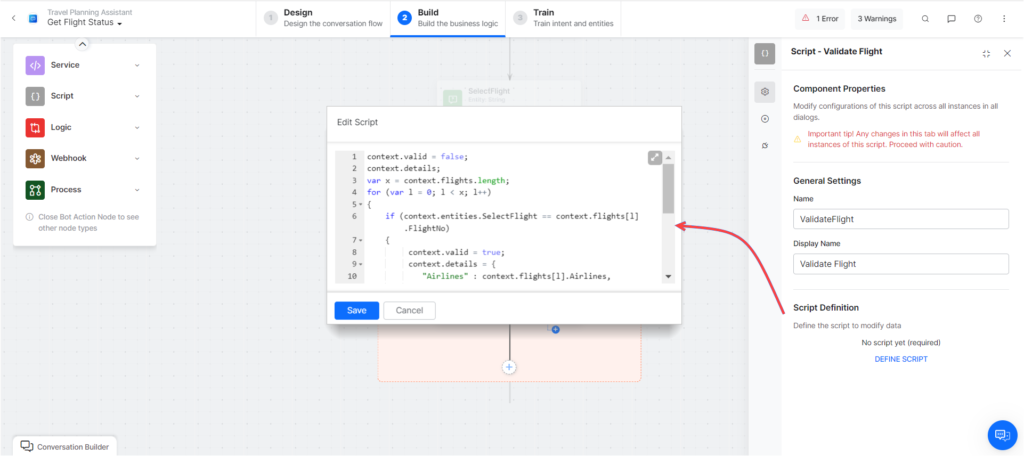 Travel Planning Assistant
Get Flight Status
1 Design
Design the conversation flow
2 Build
Build the business logic
3 Train
Train intent and entities
1 Error
3 Warnings
Service
{} Script
Logic
Webhook
Process
Close Bot Action Node to see
other node types
SelectFlight
Edit Script
1 context.valid = false;
2 context.details;
3 var x = context.flights.length;
4 for (var l = 0; l < x; l++)
5 {
6 if (context.entities.SelectFlight == context.flights[l]
.FlightNo)
7 {
8 context.valid = true;
9 context.details = {
10 "Airlines" : context.flights[l].Airlines,
Save
Cancel
Script - Validate Flight
Component Properties
Modify configurations of this script across all instances in all
dialogs.
Important tip! Any changes in this tab will affect all
instances of this script. Proceed with caution.
General Settings
Name
ValidateFlight
Display Name
Validate Flight
Script Definition
Define the script to modify data
No script yet (required)
DEFINE SCRIPT
Conversation Builder